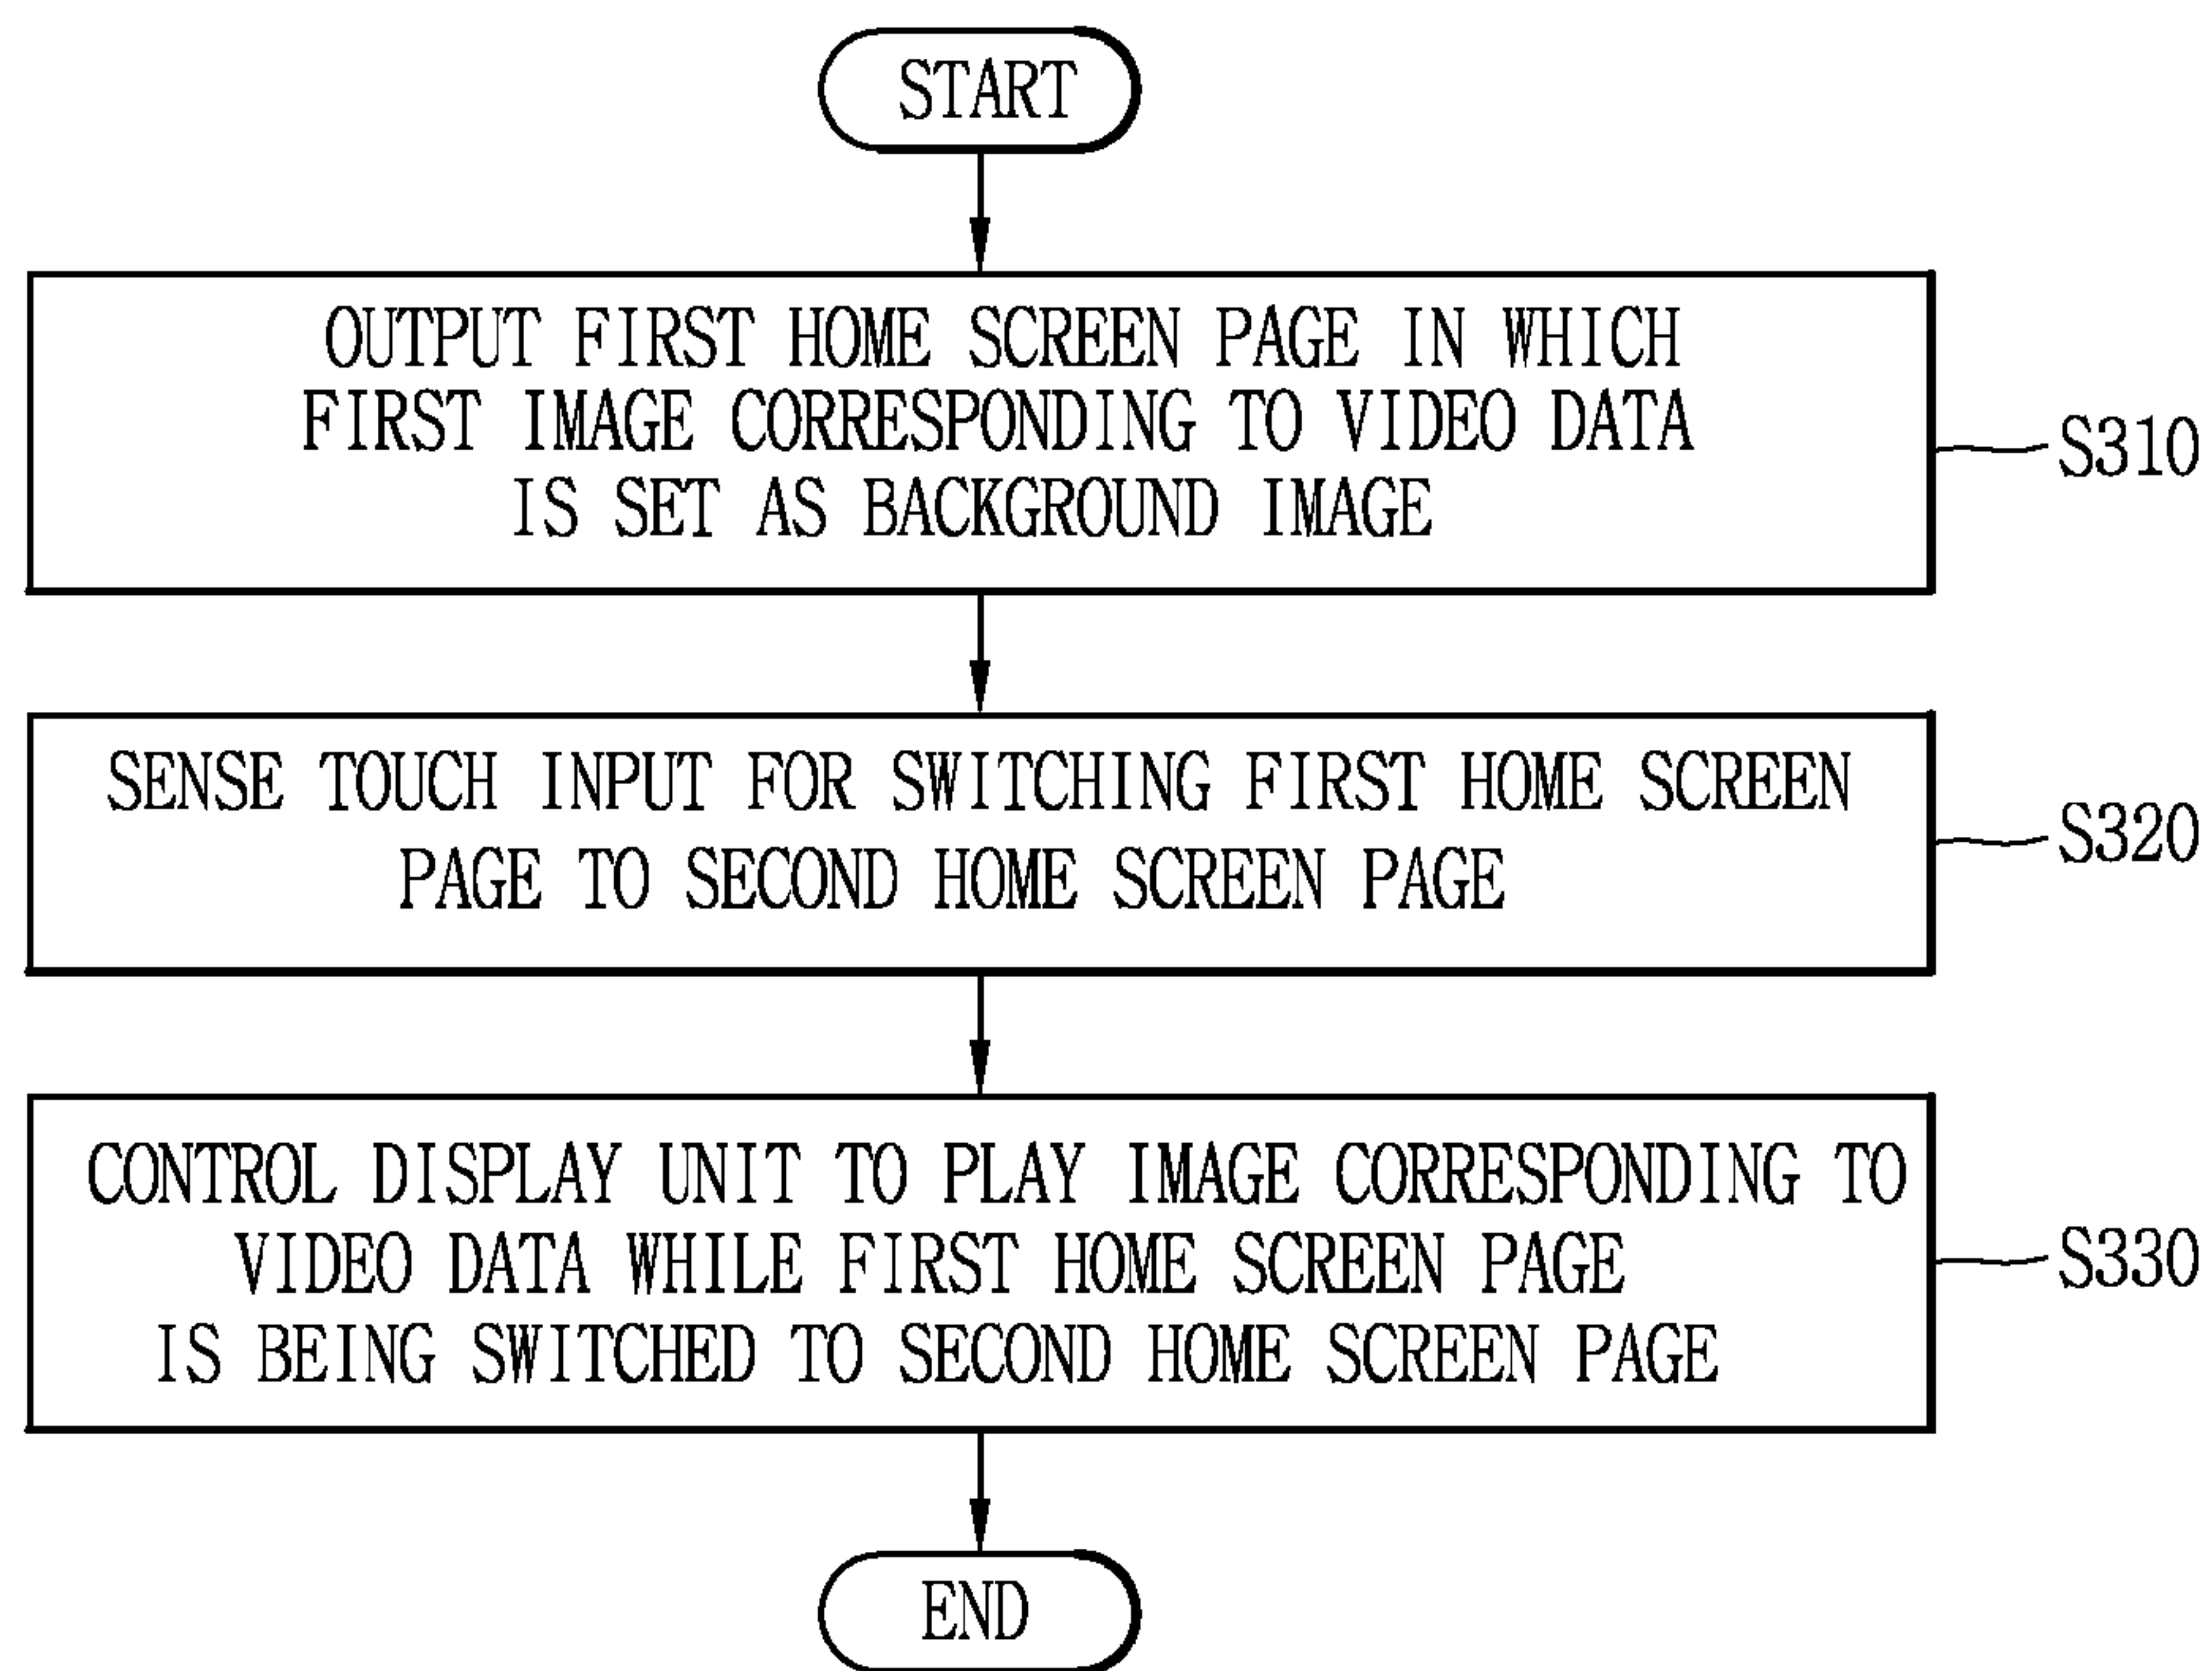 START
OUTPUT FIRST HOME SCREEN PAGE IN WHICH
FIRST IMAGE CORRESPONDING TO VIDEO DATA
IS SET AS BACKGROUND IMAGE
S310
SENSE TOUCH INPUT FOR SWITCHING FIRST HOME SCREEN
PAGE TO SECOND HOME SCREEN PAGE
S320
CONTROL DISPLAY UNIT TO PLAY IMAGE CORRESPONDING TO
VIDEO DATA WHILE FIRST HOME SCREEN PAGE
IS BEING SWITCHED TO SECOND HOME SCREEN PAGE
S330
END